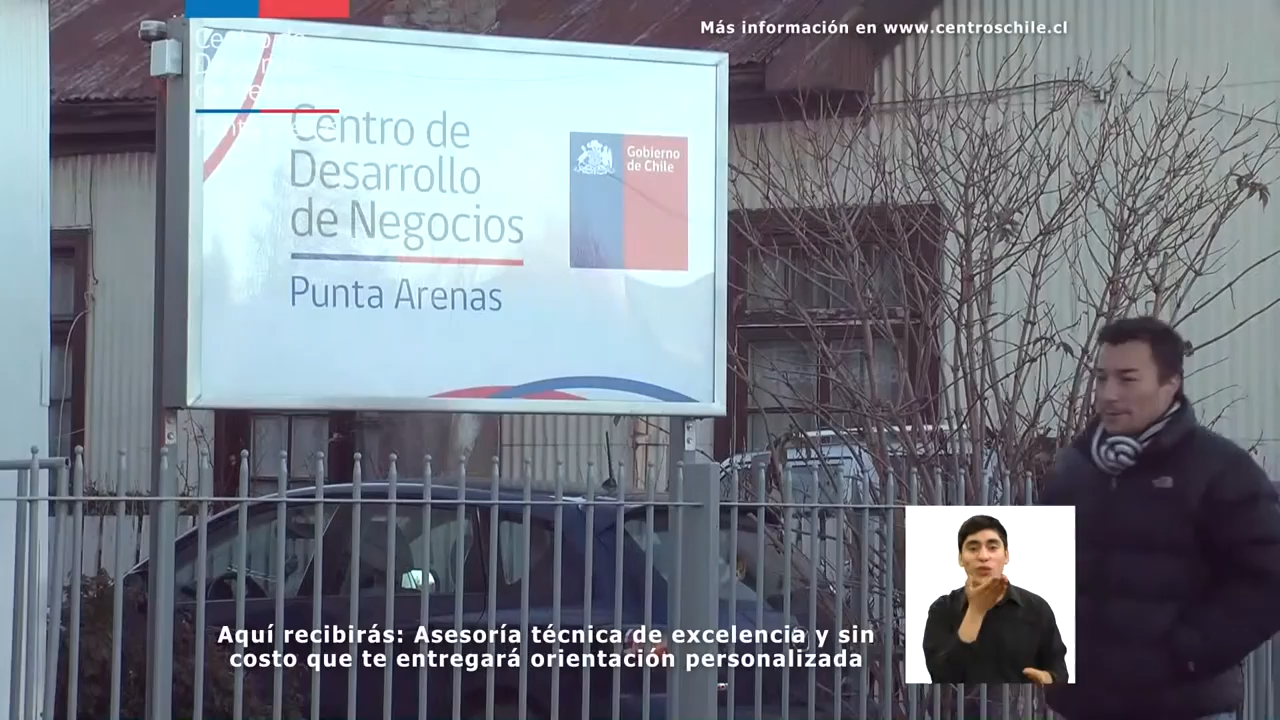 Más información en www.centroschile.cl
Centro de
Desarrollo
de Negocios
Punta Arenas
Gobierno
de Chile
Aquí recibirás: Asesoría técnica de excelencia y sin
costo que te entregará orientación personalizada